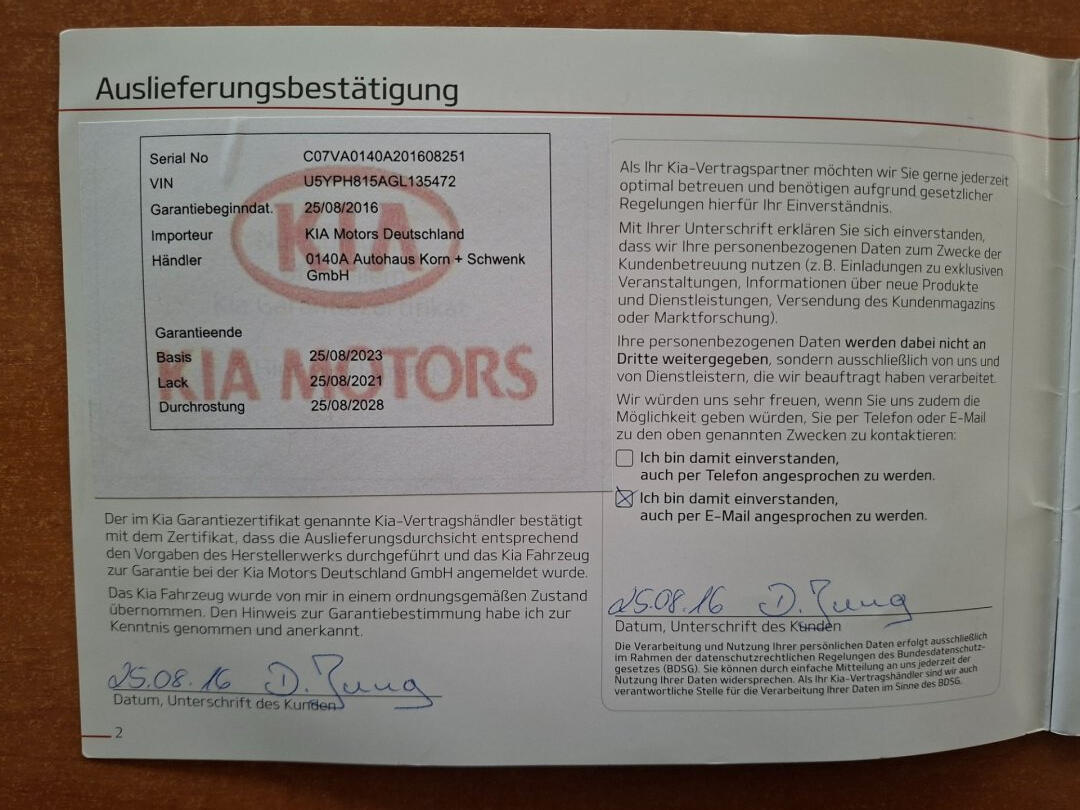 Auslieferungsbestätigung
Serial No C07VA0140A201608251
VIN U5YPH815AGL135472
Garantiebeginndat. 25/08/2016
Importeur KIA Motors Deutschland
Händler 0140A Autohaus Korn + Schwenk
GmbH
KIA
Garantieende
Basis 25/08/2023
Lack 25/08/2021
Durchrostung 25/08/2028
KIA MOTORS
Der im Kia Garantiezertifikat genannte Kia-Vertragshändler bestätigt
mit dem Zertifikat, dass die Auslieferungsdurchsicht entsprechend
den Vorgaben des Herstellerwerks durchgeführt und das Kia Fahrzeug
zur Garantie bei der Kia Motors Deutschland GmbH angemeldet wurde.
Das Kia Fahrzeug wurde von mir in einem ordnungsgemäßen Zustand
übernommen. Den Hinweis zur Garantiebestimmung habe ich zur
Kenntnis genommen und anerkannt.
25.08.16 D. Jung
Datum, Unterschrift des Kunden
2
Als Ihr Kia-Vertragspartner möchten wir Sie gerne jederzeit
optimal betreuen und benötigen aufgrund gesetzlicher
Regelungen hierfür Ihr Einverständnis.
Mit Ihrer Unterschrift erklären Sie sich einverstanden,
dass wir Ihre personenbezogenen Daten zum Zwecke der
Kundenbetreuung nutzen (z. B. Einladungen zu exklusiven
Veranstaltungen, Informationen über neue Produkte
und Dienstleistungen, Versendung des Kundenmagazins
oder Marktforschung).
Ihre personenbezogenen Daten werden dabei nicht an
Dritte weitergegeben, sondern ausschließlich von uns und
von Dienstleistern, die wir beauftragt haben verarbeitet.
Wir würden uns sehr freuen, wenn Sie uns zudem die
Möglichkeit geben würden, Sie per Telefon oder E-Mail
zu den oben genannten Zwecken zu kontaktieren:
Ich bin damit einverstanden,
auch per Telefon angesprochen zu werden.
Ich bin damit einverstanden,
auch per E-Mail angesprochen zu werden.
25.08.16 D. Jung
Datum, Unterschrift des Kunden
Die Verarbeitung und Nutzung Ihrer persönlichen Daten erfolgt ausschließlich
im Rahmen der datenschutzrechtlichen Regelungen des Bundesdatenschutz-
gesetzes (BDSG). Sie können durch einfache Mitteilung an uns jederzeit der
Nutzung Ihrer Daten widersprechen. Als Ihr Kia-Vertragshändler sind wir auch
verantwortliche Stelle für die Verarbeitung Ihrer Daten im Sinne des BDSG.